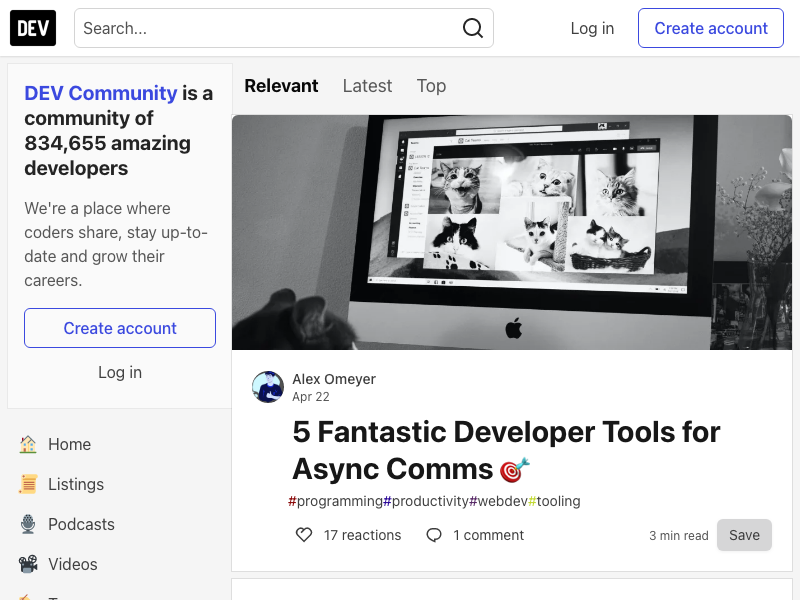 DEV
Search...
Log in
Create account
DEV Community is a
community of
834,655 amazing
developers
We're a place where
coders share, stay up-to-
date and grow their
careers.
Create account
Log in
Home
Listings
Podcasts
Videos
Relevant
Latest
Top
Alex Omeyer
Apr 22
5 Fantastic Developer Tools for
Async Comms
#programming#productivity#webdev#tooling
17 reactions
1 comment
3 min read
Save